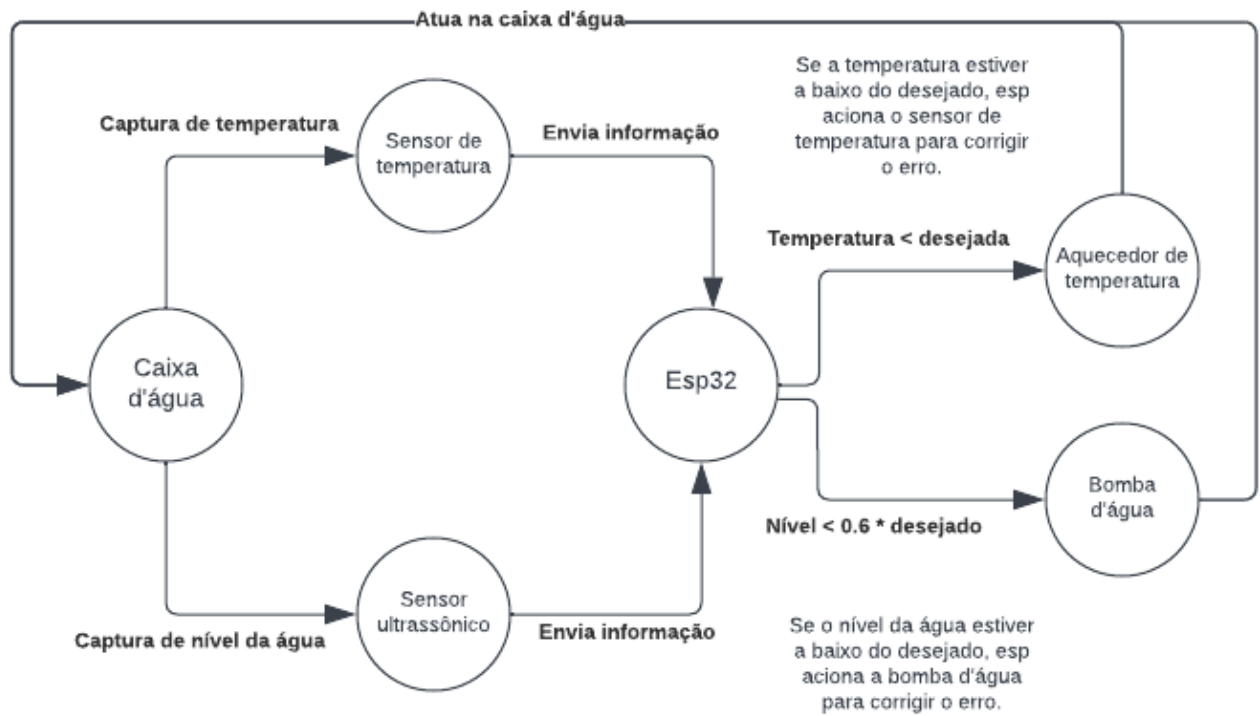 Atua na caixa d'água
Se a temperatura estiver
a baixo do desejado, esp
aciona o sensor de
temperatura para corrigir
o erro.
Captura de temperatura
Sensor de
temperatura
Envia informação
Temperatura < desejada
Aquecedor de
temperatura
Caixa
d'água
Esp32
Bomba
d'água
Nível < 0.6 * desejado
Sensor
ultrassônico
Captura de nível da água
Envia informação
Se o nível da água estiver
a baixo do desejado, esp
aciona a bomba d'água
para corrigir o erro.